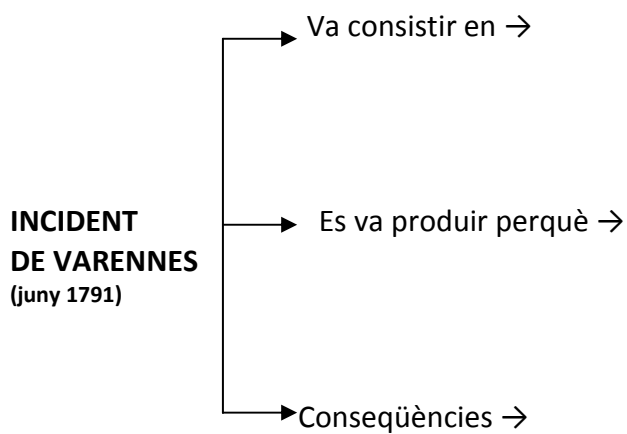 Va consistir en →
INCIDENT
DE VARENNES
(juny 1791)
Es va produir perquè →
Conseqüències →